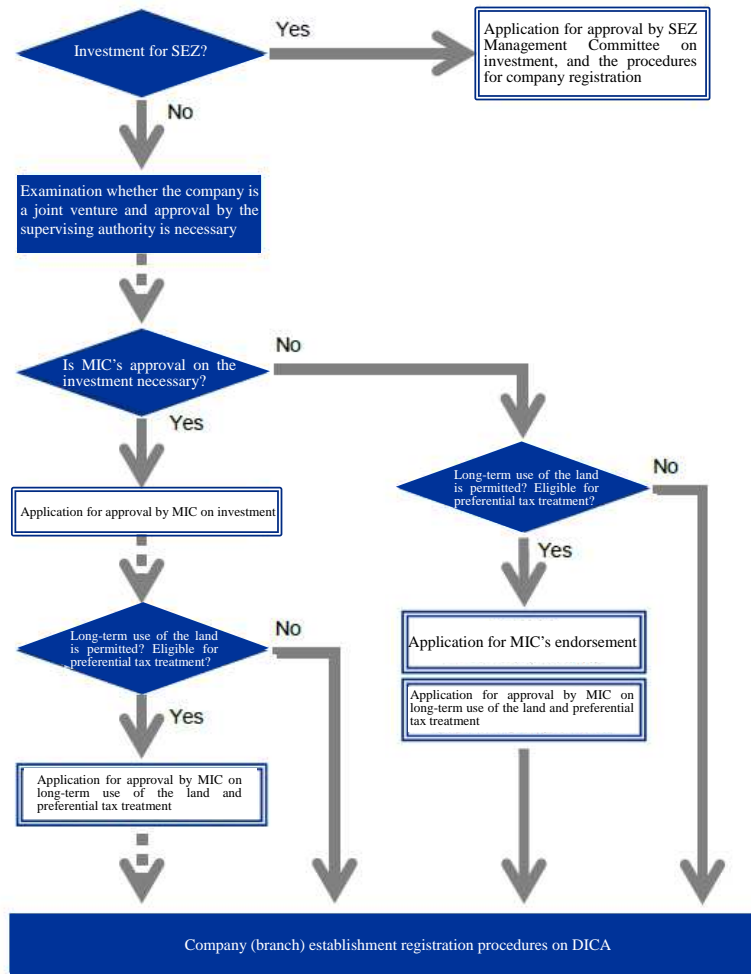 Investment for SEZ?
Yes
Application for approval by SEZ
Management Committee on
investment, and the procedures
for company registration
No
Examination whether the company is
a joint venture and approval by the
supervising authority is necessary
Is MIC's approval on the
investment necessary?
No
Yes
Long-term use of the land
is permitted? Eligible for
preferential tax treatment?
No
Application for approval by MIC on investment
Yes
Long-term use of the land
is permitted? Eligible for
preferential tax treatment?
No
Application for MIC's endorsement
Application for approval by MIC on
long-term use of the land and preferential
tax treatment
Yes
Application for approval by MIC on
long-term use of the land and
preferential tax treatment
Company (branch) establishment registration procedures on DICA